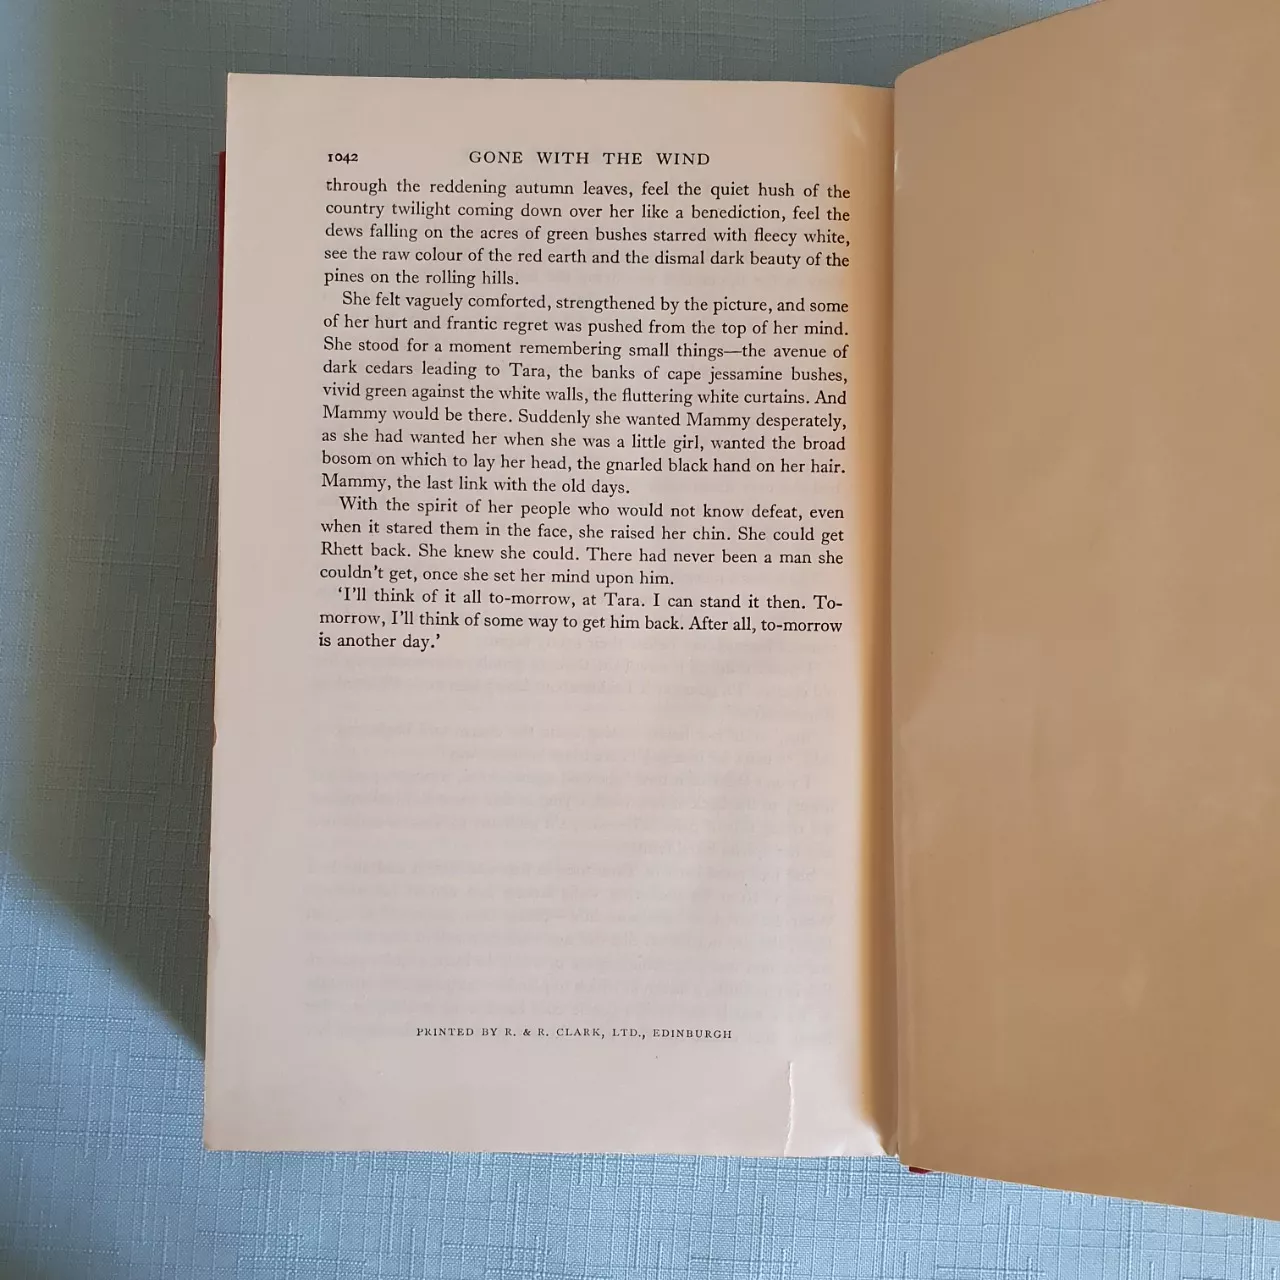 1042 GONE WITH THE WIND
through the reddening autumn leaves, feel the quiet hush of the
country twilight coming down over her like a benediction, feel the
dews falling on the acres of green bushes starred with fleecy white,
see the raw colour of the red earth and the dismal dark beauty of the
pines on the rolling hills.
She felt vaguely comforted, strengthened by the picture, and some
of her hurt and frantic regret was pushed from the top of her mind.
She stood for a moment remembering small things—the avenue of
dark cedars leading to Tara, the banks of cape jessamine bushes,
vivid green against the white walls, the fluttering white curtains. And
Mammy would be there. Suddenly she wanted Mammy desperately,
as she had wanted her when she was a little girl, wanted the broad
bosom on which to lay her head, the gnarled black hand on her hair.
Mammy, the last link with the old days.
With the spirit of her people who would not know defeat, even
when it stared them in the face, she raised her chin. She could get
Rhett back. She knew she could. There had never been a man she
couldn't get, once she set her mind upon him.
‘I'll think of it all to-morrow, at Tara. I can stand it then. To-
morrow, I'll think of some way to get him back. After all, to-morrow
is another day.’
PRINTED BY R. & R. CLARK, LTD., EDINBURGH